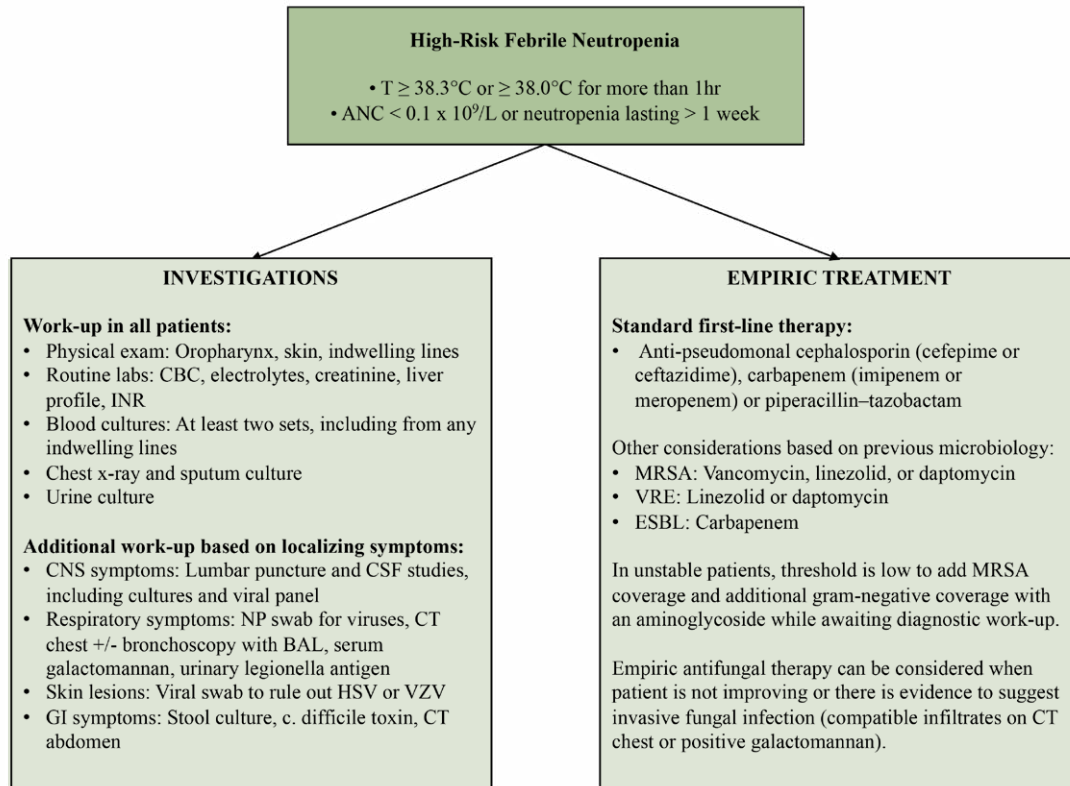 High-Risk Febrile Neutropenia
• T ≥ 38.3°C or ≥ 38.0°C for more than 1hr
• ANC < 0.1 x 10⁹/L or neutropenia lasting > 1 week
INVESTIGATIONS
Work-up in all patients:
• Physical exam: Oropharynx, skin, indwelling lines
• Routine labs: CBC, electrolytes, creatinine, liver
profile, INR
• Blood cultures: At least two sets, including from any
indwelling lines
• Chest x-ray and sputum culture
• Urine culture
Additional work-up based on localizing symptoms:
• CNS symptoms: Lumbar puncture and CSF studies,
including cultures and viral panel
• Respiratory symptoms: NP swab for viruses, CT
chest +/- bronchoscopy with BAL, serum
galactomannan, urinary legionella antigen
• Skin lesions: Viral swab to rule out HSV or VZV
• GI symptoms: Stool culture, c. difficile toxin, CT
abdomen
EMPIRIC TREATMENT
Standard first-line therapy:
• Anti-pseudomonal cephalosporin (cefepime or
ceftazidime), carbapenem (imipenem or
meropenem) or piperacillin–tazobactam
Other considerations based on previous microbiology:
• MRSA: Vancomycin, linezolid, or daptomycin
• VRE: Linezolid or daptomycin
• ESBL: Carbapenem
In unstable patients, threshold is low to add MRSA
coverage and additional gram-negative coverage with
an aminoglycoside while awaiting diagnostic work-up.
Empiric antifungal therapy can be considered when
patient is not improving or there is evidence to suggest
invasive fungal infection (compatible infiltrates on CT
chest or positive galactomannan).